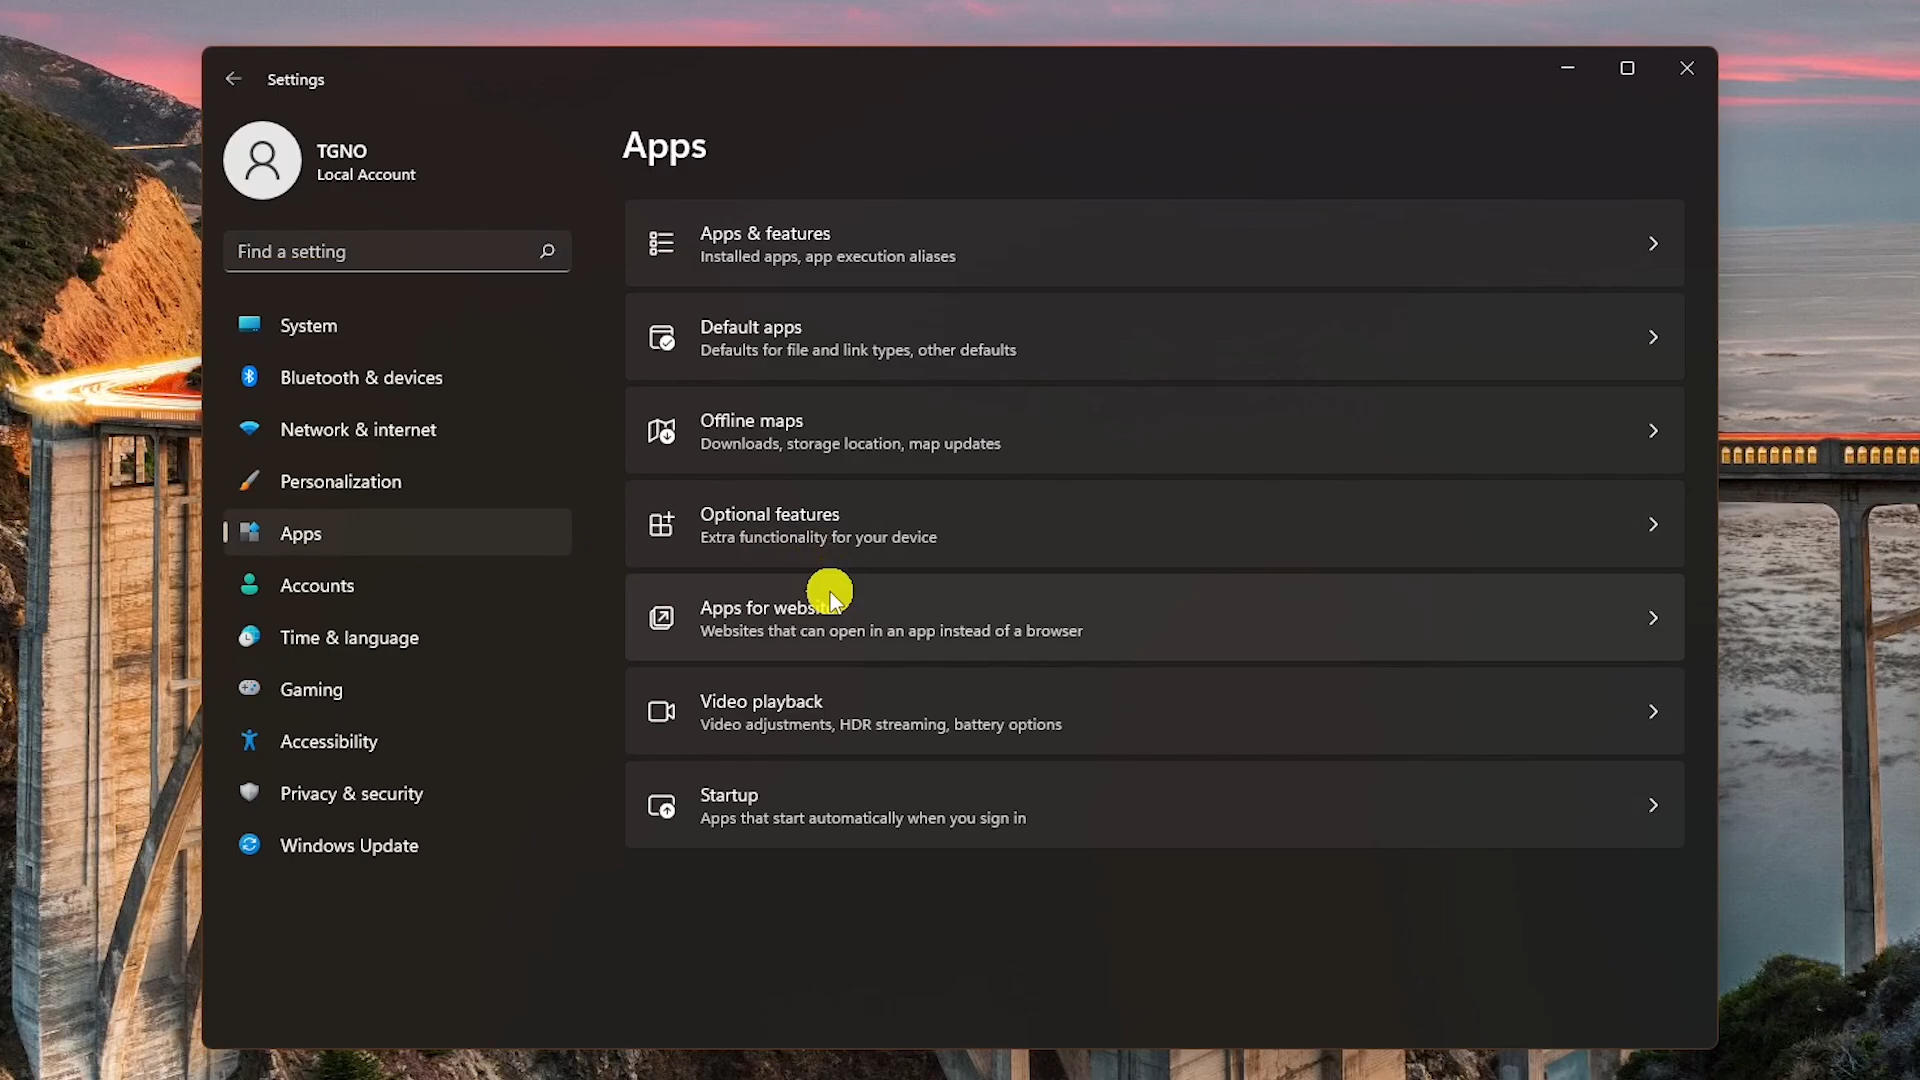 Settings
TGNO
Local Account
Find a setting
System
Bluetooth & devices
Network & internet
Personalization
Apps
Accounts
Time & language
Gaming
Accessibility
Privacy & security
Windows Update
Apps
Apps & features
Installed apps, app execution aliases
Default apps
Defaults for file and link types, other defaults
Offline maps
Downloads, storage location, map updates
Optional features
Extra functionality for your device
Apps for websites
Websites that can open in an app instead of a browser
Video playback
Video adjustments, HDR streaming, battery options
Startup
Apps that start automatically when you sign in